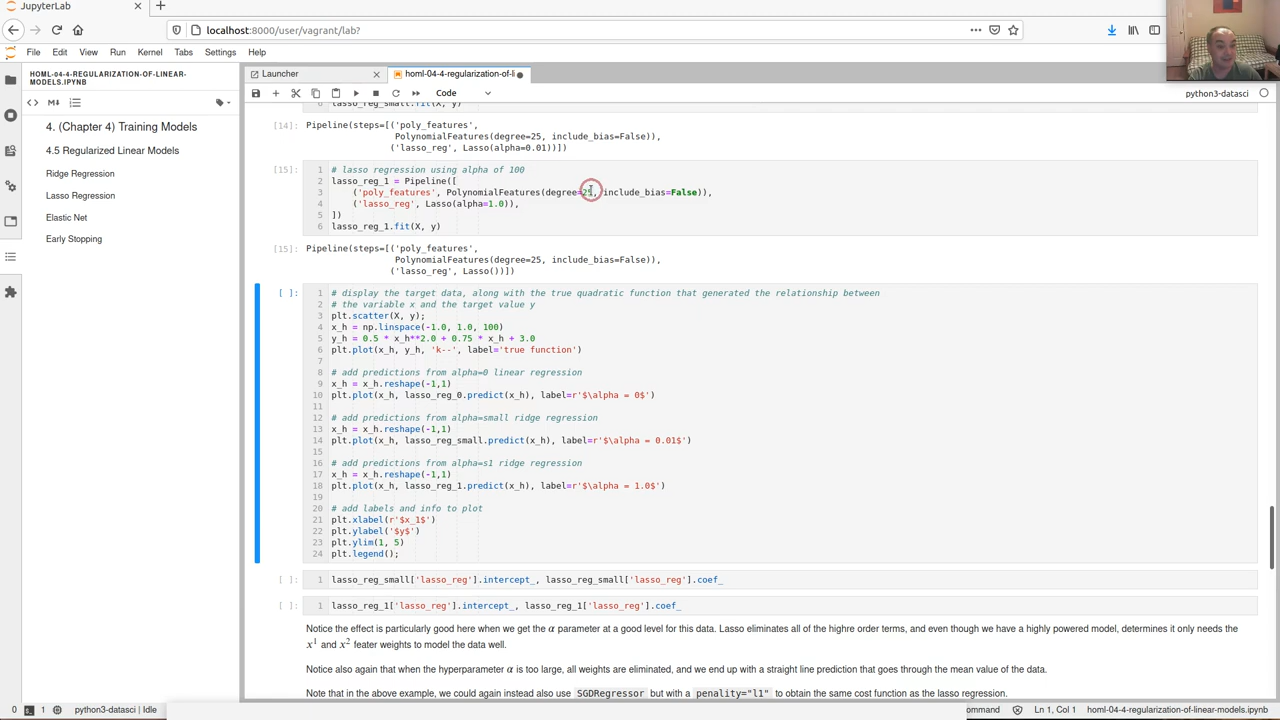 JupyterLab
localhost:8000/user/vagrant/lab?
File Edit View Run Kernel Tabs Settings Help
HOML-04-4-REGULARIZATION-OF-LINEAR-MODELS.IPYNB
4. (Chapter 4) Training Models
4.5 Regularized Linear Models
Ridge Regression
Lasso Regression
Elastic Net
Early Stopping
Launcher
homl-04-4-regularization-of-li
Code
python3-datasci
6 lasso_reg_small.fit(X, y)
[14]: Pipeline(steps=[('poly_features',
PolynomialFeatures(degree=25, include_bias=False)),
('lasso_reg', Lasso(alpha=0.01))])
[15]: 1 # lasso regression using alpha of 100
2 lasso_reg_1 = Pipeline([
3 ('poly_features', PolynomialFeatures(degree=25, include_bias=False)),
4 ('lasso_reg', Lasso(alpha=1.0)),
5 ])
6 lasso_reg_1.fit(X, y)
[15]: Pipeline(steps=[('poly_features',
PolynomialFeatures(degree=25, include_bias=False)),
('lasso_reg', Lasso())])
[ ]: 1 # display the target data, along with the true quadratic function that generated the relationship between
2 # the variable x and the target value y
3 plt.scatter(X, y);
4 x_h = np.linspace(-1.0, 1.0, 100)
5 y_h = 0.5 * x_h**2.0 + 0.75 * x_h + 3.0
6 plt.plot(x_h, y_h, 'k--', label='true function')
7
8 # add predictions from alpha=0 linear regression
9 x_h = x_h.reshape(-1,1)
10 plt.plot(x_h, lasso_reg_0.predict(x_h), label=r'$\alpha = 0$')
11
12 # add predictions from alpha=small ridge regression
13 x_h = x_h.reshape(-1,1)
14 plt.plot(x_h, lasso_reg_small.predict(x_h), label=r'$\alpha = 0.01$')
15
16 # add predictions from alpha=s1 ridge regression
17 x_h = x_h.reshape(-1,1)
18 plt.plot(x_h, lasso_reg_1.predict(x_h), label=r'$\alpha = 1.0$')
19
20 # add labels and info to plot
21 plt.xlabel(r'$x_1$')
22 plt.ylabel('$y$')
23 plt.ylim(1, 5)
24 plt.legend();
[ ]: 1 lasso_reg_small['lasso_reg'].intercept_, lasso_reg_small['lasso_reg'].coef_
[ ]: 1 lasso_reg_1['lasso_reg'].intercept_, lasso_reg_1['lasso_reg'].coef_
Notice the effect is particularly good here when we get the α parameter at a good level for this data. Lasso eliminates all of the highre order terms, and even though we have a highly powered model, determines it only needs the
x¹ and x² feater weights to model the data well.
Notice also again that when the hyperparameter α is too large, all weights are eliminated, and we end up with a straight line prediction that goes through the mean value of the data.
Note that in the above example, we could again instead also use SGDRegressor but with a penality="l1" to obtain the same cost function as the lasso regression.
0 1 python3-datasci | Idle
ommand Ln 1, Col 1 homl-04-4-regularization-of-linear-models.ipynb